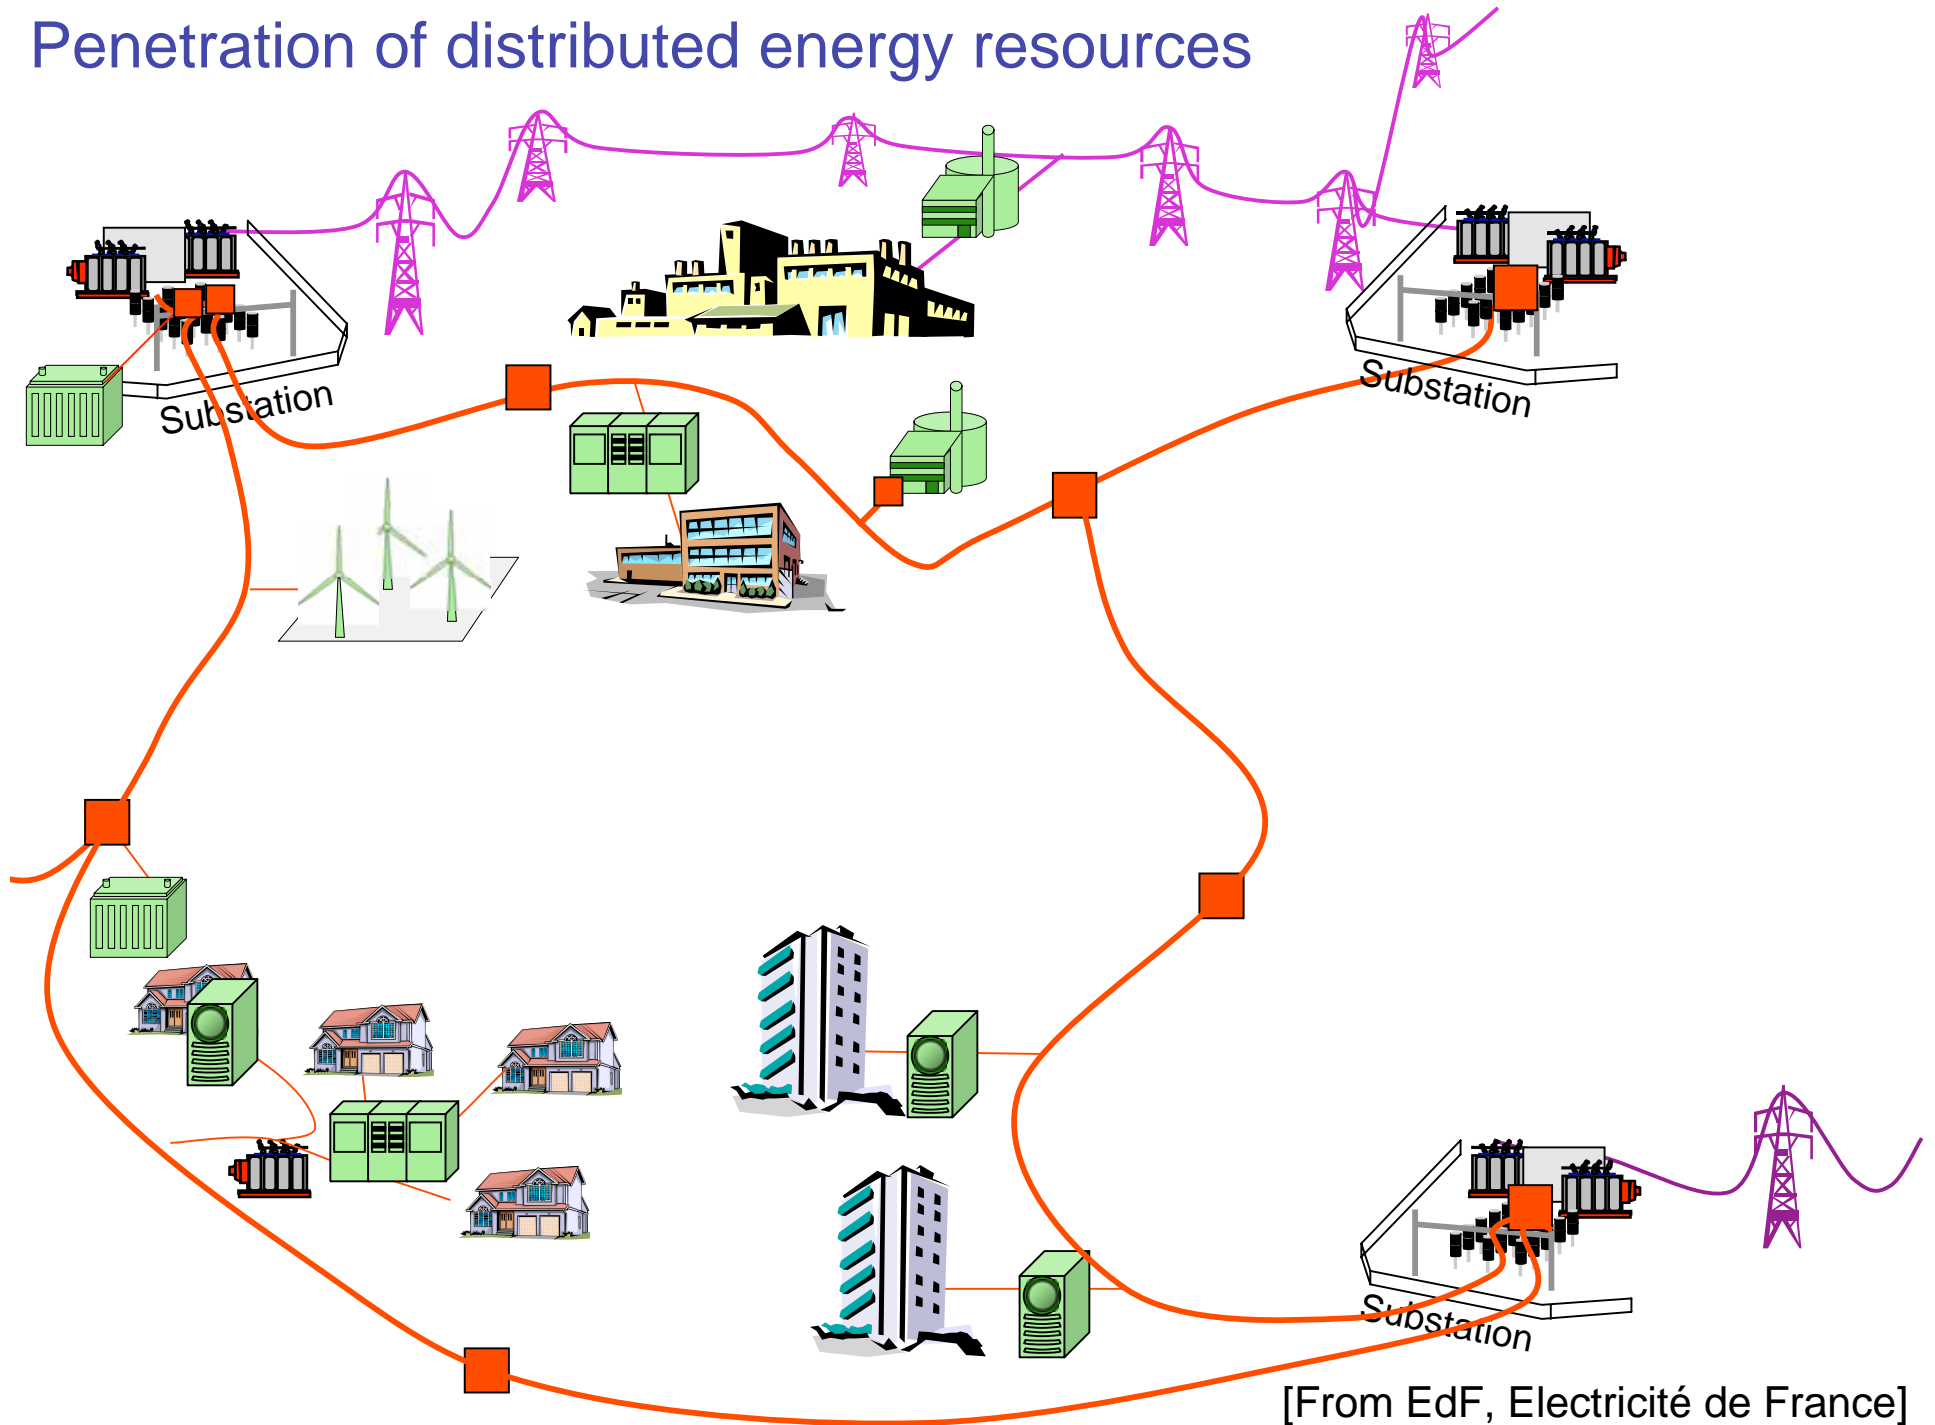 Penetration of distributed energy resources
Substation
Substation
Substation
[From EdF, Electricité de France]